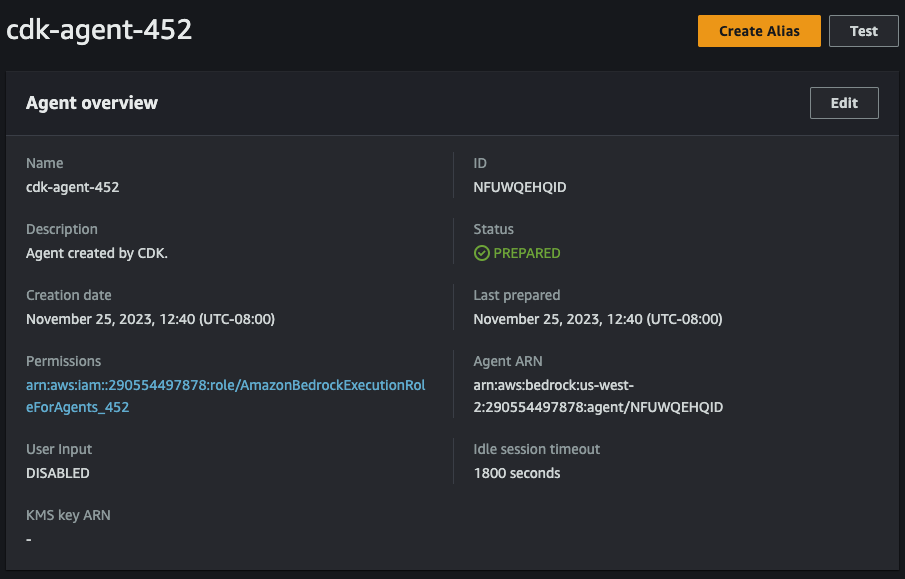 cdk-agent-452
Create Alias
Test
Agent overview
Edit
Name
cdk-agent-452
ID
NFUWQEHQID
Description
Agent created by CDK.
Status
PREPARED
Creation date
November 25, 2023, 12:40 (UTC-08:00)
Last prepared
November 25, 2023, 12:40 (UTC-08:00)
Permissions
arn:aws:iam::290554497878:role/AmazonBedrockExecutionRol
eForAgents_452
Agent ARN
arn:aws:bedrock:us-west-
2:290554497878:agent/NFUWQEHQID
User Input
DISABLED
Idle session timeout
1800 seconds
KMS key ARN
-